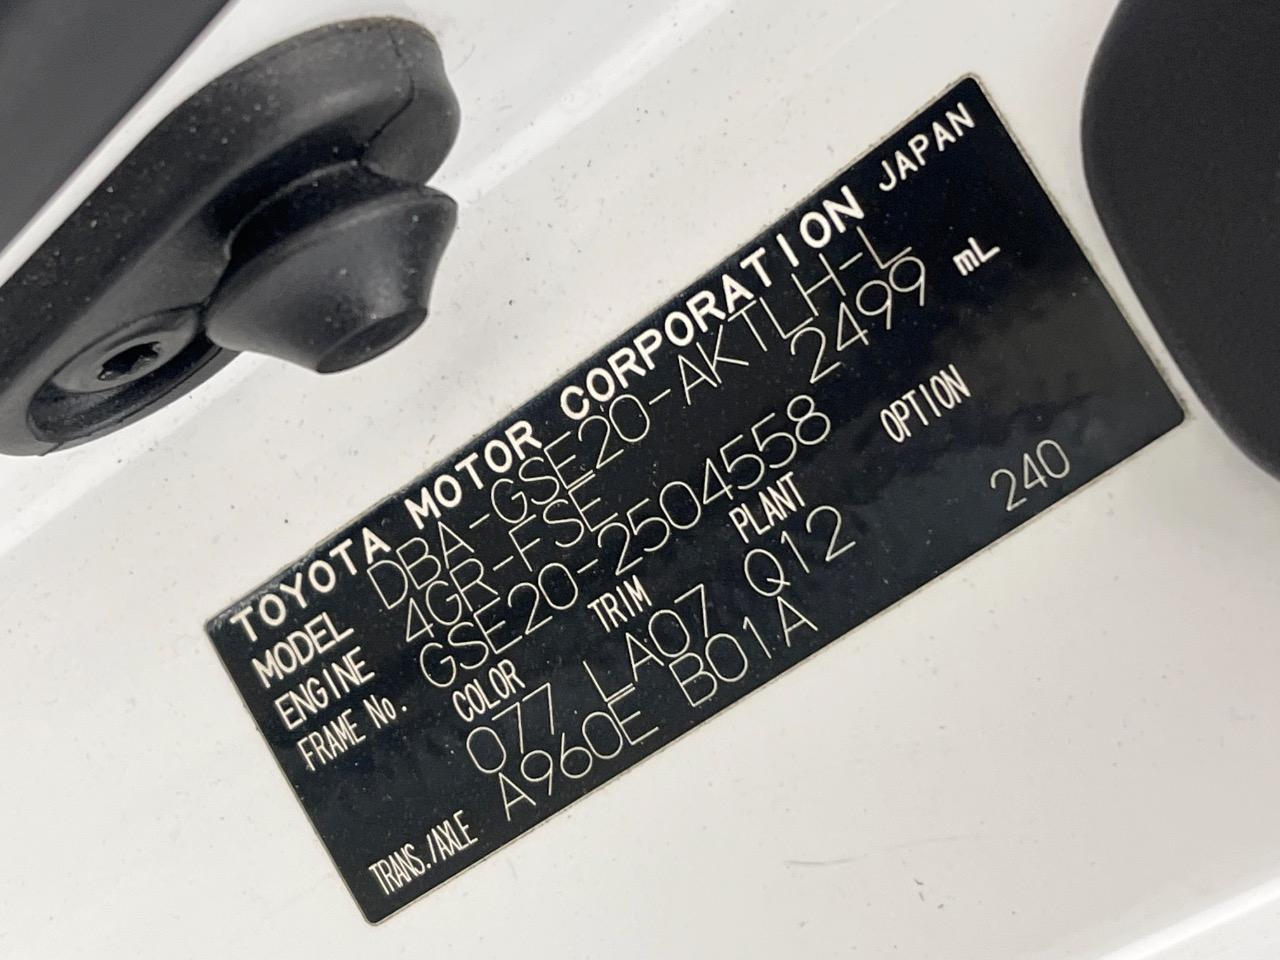 TOYOTA MOTOR CORPORATION JAPAN
MODEL DBA-GSE20-AKTLH-L
ENGINE 4GR-FSE 2499 mL
FRAME No. GSE20-2504558
COLOR TRIM PLANT OPTION
077 LA07 Q12 240
TRANS./AXLE A960E B01A